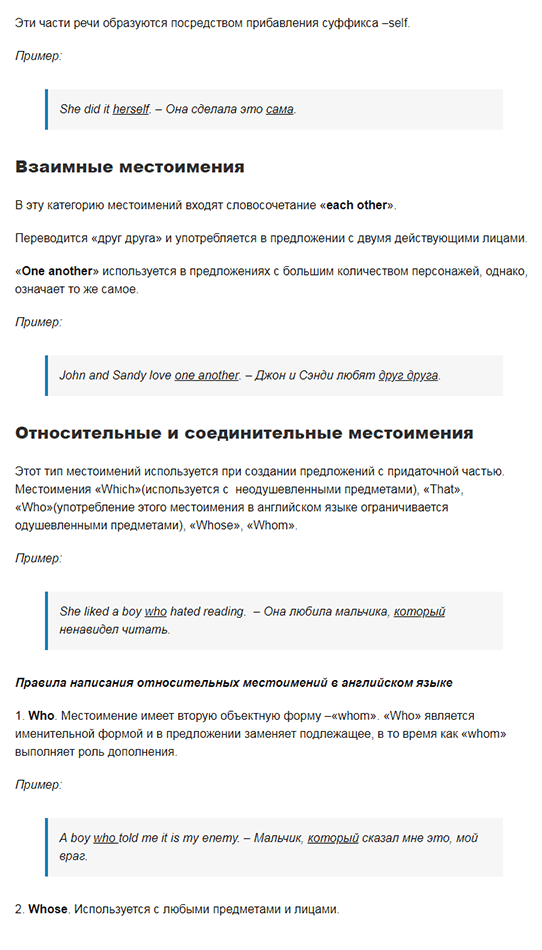 Эти части речи образуются посредством прибавления суффикса –self.
Пример:
She did it herself. – Она сделала это сама.
Взаимные местоимения
В эту категорию местоимений входят словосочетание «each other».
Переводится «друг друга» и употребляется в предложении с двумя действующими лицами.
«One another» используется в предложениях с большим количеством персонажей, однако,
означает то же самое.
Пример:
John and Sandy love one another. – Джон и Сэнди любят друг друга.
Относительные и соединительные местоимения
Этот тип местоимений используется при создании предложений с придаточной частью.
Местоимения «Which»(используется с неодушевленными предметами), «That»,
«Who»(употребление этого местоимения в английском языке ограничивается
одушевленными предметами), «Whose», «Whom».
Пример:
She liked a boy who hated reading. – Она любила мальчика, который
ненавидел читать.
Правила написания относительных местоимений в английском языке
1. Who. Местоимение имеет вторую объектную форму –«whom». «Who» является
именительной формой и в предложении заменяет подлежащее, в то время как «whom»
выполняет роль дополнения.
Пример:
A boy who told me it is my enemy. – Мальчик, который сказал мне это, мой
враг.
2. Whose. Используется с любыми предметами и лицами.